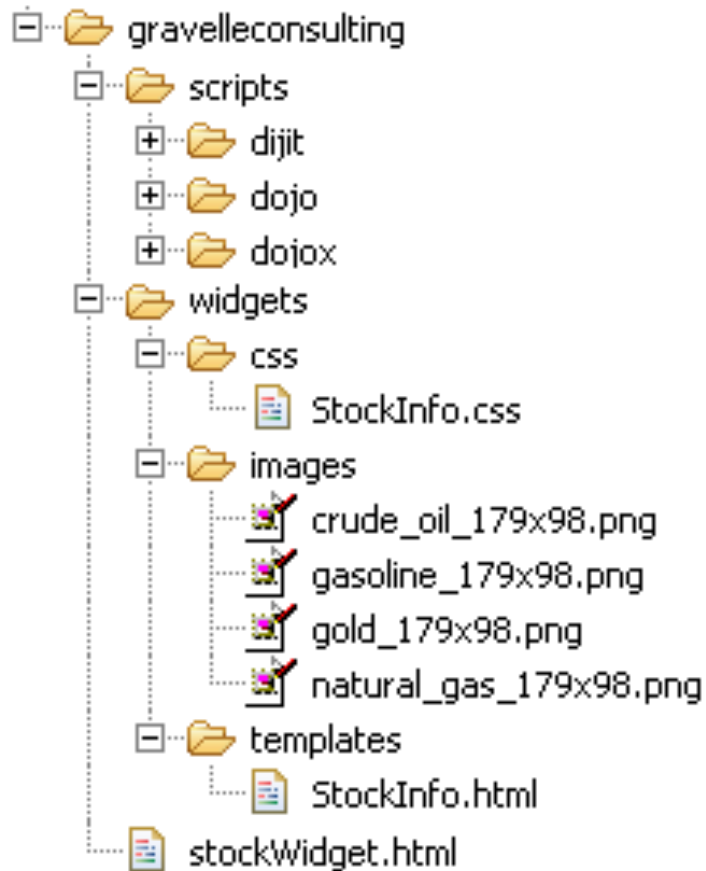 gravelleconsulting
scripts
dijit
dojo
dojox
widgets
css
StockInfo.css
images
crude_oil_179x98.png
gasoline_179x98.png
gold_179x98.png
natural_gas_179x98.png
templates
StockInfo.html
stockWidget.html